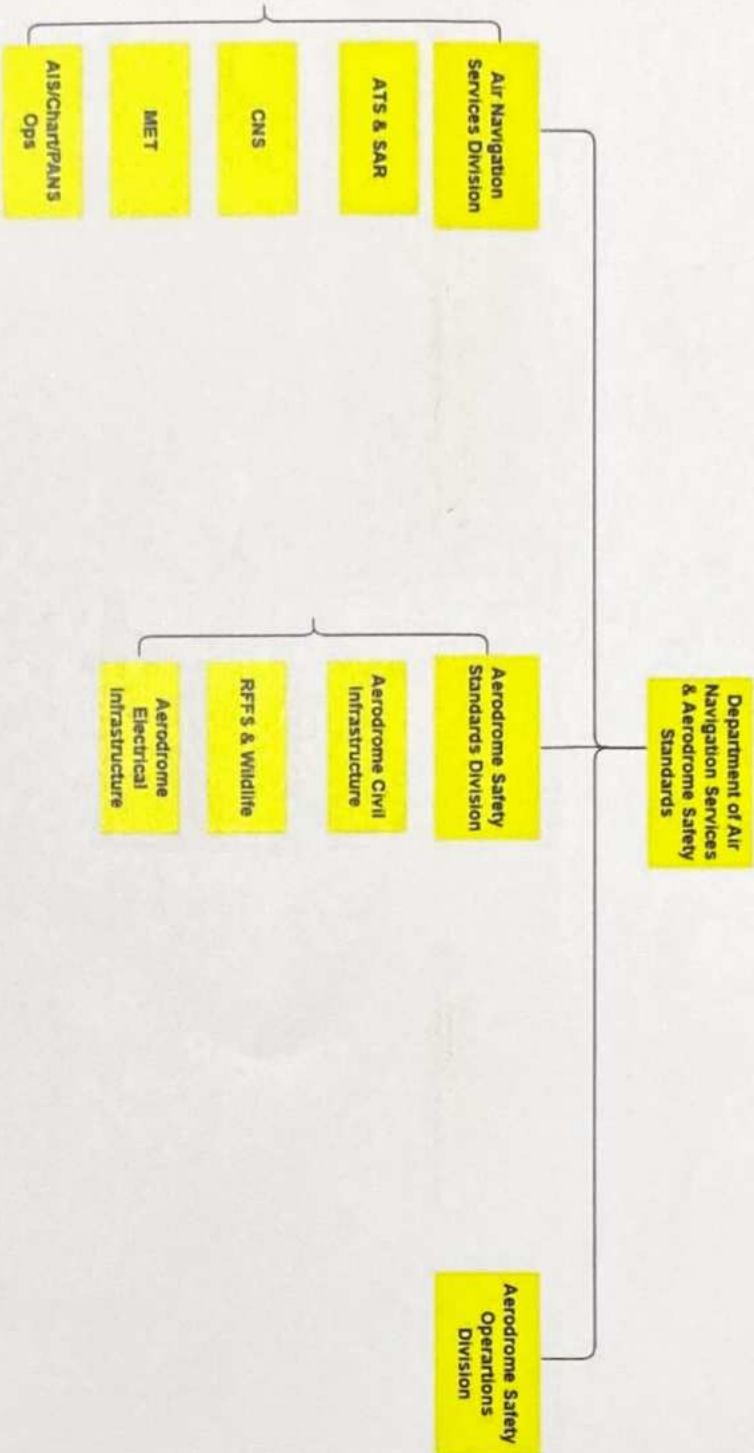 Department of Air
Navigation Services
& Aerodrome Safety
Standards
Air Navigation
Services Division
ATS & SAR
CNS
MET
AIS/Chart/PANS
Ops
Aerodrome Safety
Standards Division
Aerodrome Civil
Infrastructure
RFFS & Wildlife
Aerodrome
Electrical
Infrastructure
Aerodrome Safety
Operartions
Division